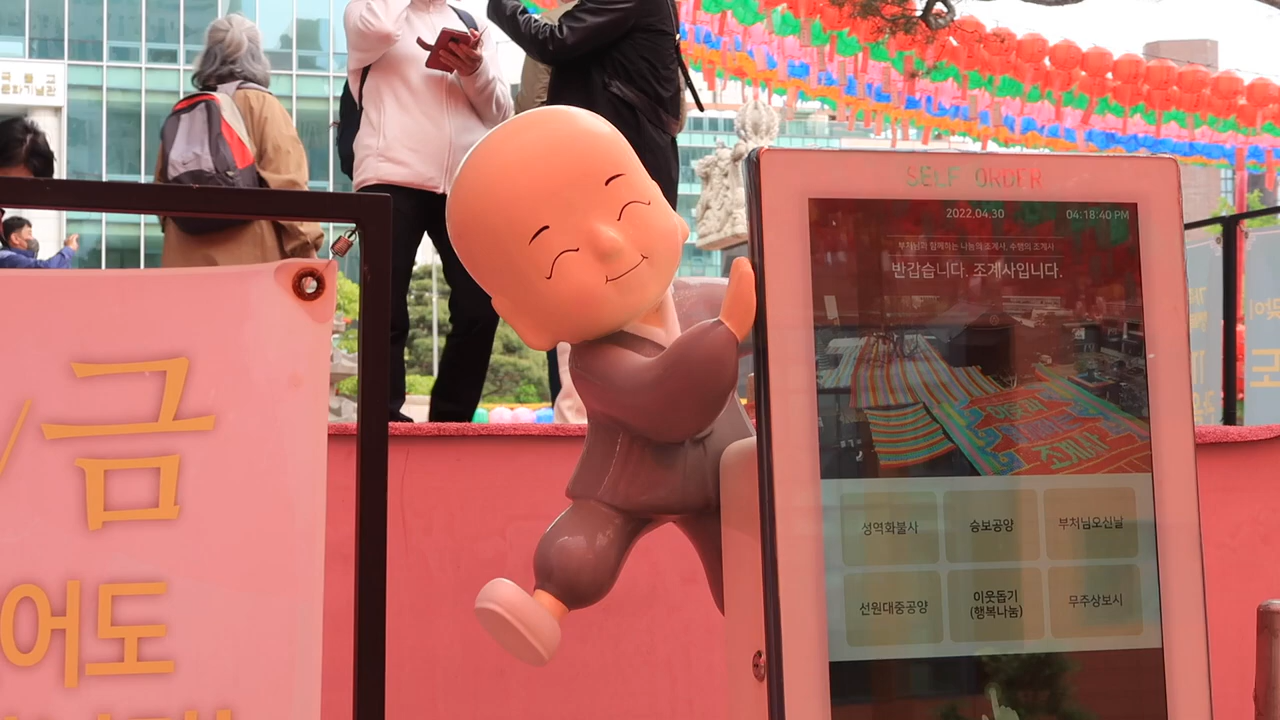 /금
어도
SELF ORDER
2022.04.30 04:18:40 PM
부처님과 함께하는 나눔의 조계사, 수행의 조계사
반갑습니다. 조계사입니다.
조계사
성역화불사 승보공양 부처님오신날
선원대중공양 이웃돕기 (행복나눔) 무주상보시